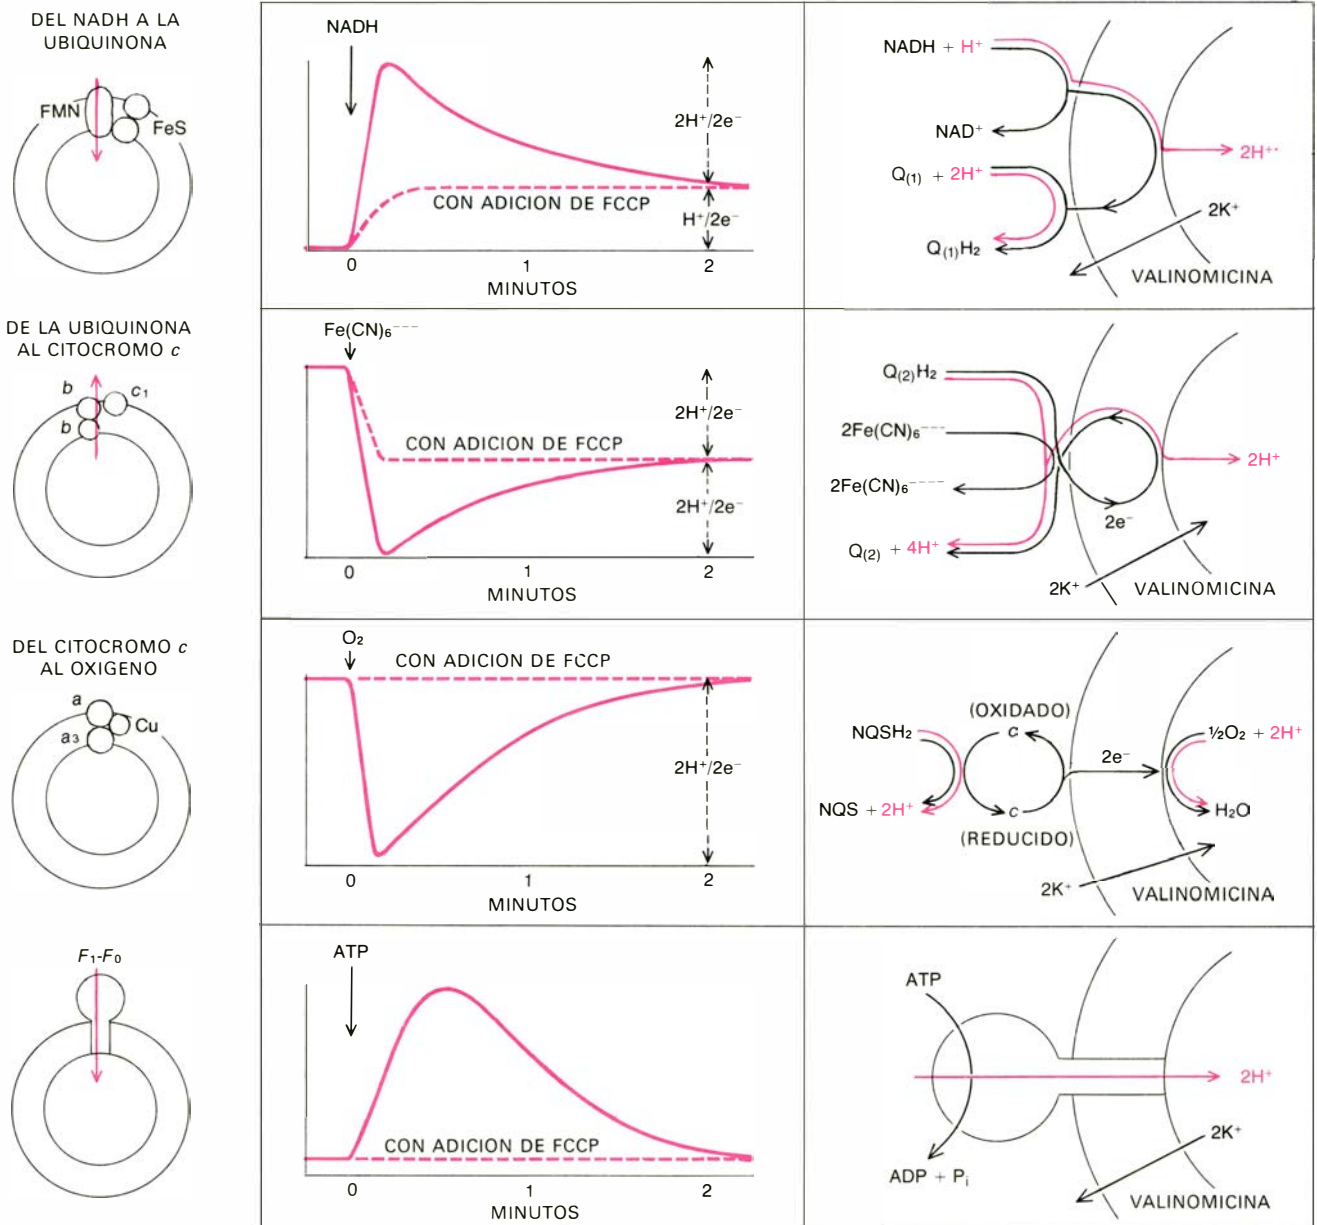 DEL NADH A LA
UBIQUINONA
FMN
FeS
NADH
2H⁺/2e⁻
CON ADICION DE FCCP
H⁺/2e⁻
0
1
2
MINUTOS
NADH + H⁺
NAD⁺
2H⁺·
Q₍₁₎ + 2H⁺
Q₍₁₎H₂
2K⁺
VALINOMICINA
DE LA UBIQUINONA
AL CITOCROMO c
b
c₁
b
Fe(CN)₆⁻⁻⁻
2H⁺/2e⁻
CON ADICION DE FCCP
2H⁺/2e⁻
0
1
2
MINUTOS
Q₍₂₎H₂
2Fe(CN)₆⁻⁻⁻
2H⁺
2Fe(CN)₆⁻⁻⁻⁻
2e⁻
Q₍₂₎ + 4H⁺
2K⁺
VALINOMICINA
DEL CITOCROMO c
AL OXIGENO
a
Cu
a₃
O₂
CON ADICION DE FCCP
2H⁺/2e⁻
0
1
2
MINUTOS
(OXIDADO)
NQSH₂
c
2e⁻
½O₂ + 2H⁺
NQS + 2H⁺
c
H₂O
(REDUCIDO)
2K⁺
VALINOMICINA
F₁-F₀
ATP
CON ADICION DE FCCP
0
1
2
MINUTOS
ATP
2H⁺
2K⁺
ADP + Pᵢ
VALINOMICINA